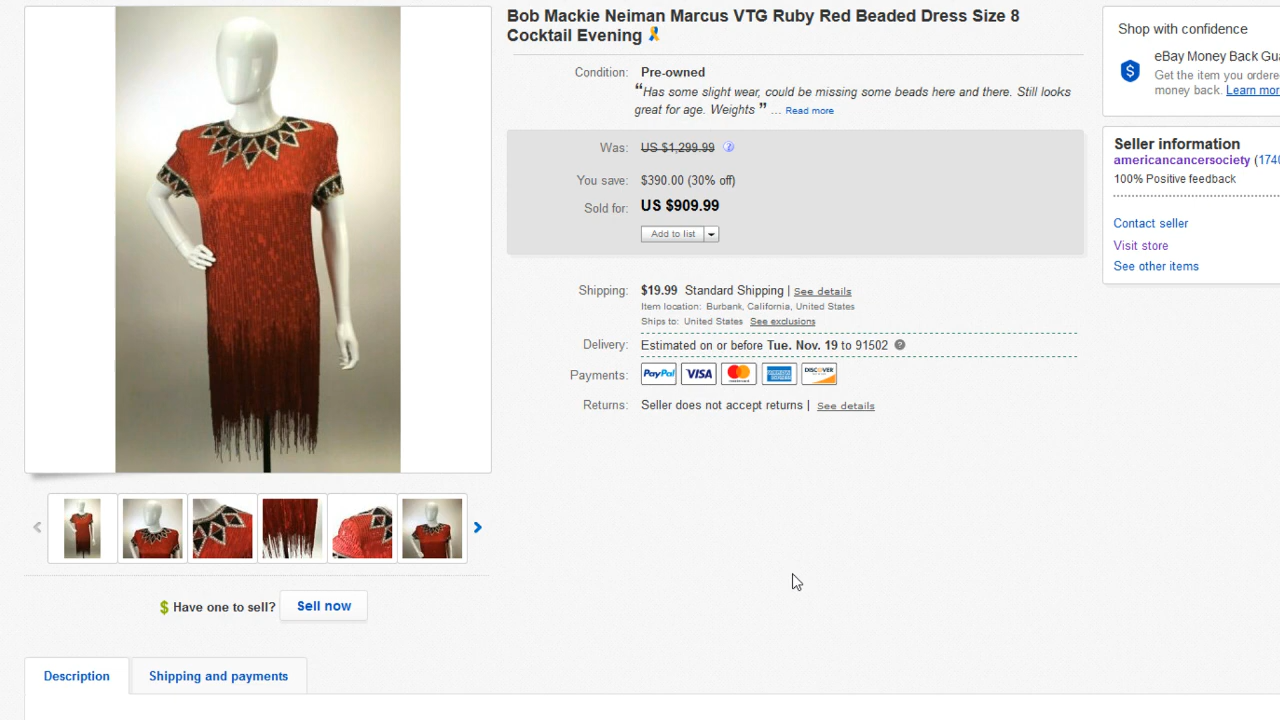 Bob Mackie Neiman Marcus VTG Ruby Red Beaded Dress Size 8
Cocktail Evening
Condition: Pre-owned
“Has some slight wear, could be missing some beads here and there. Still looks
great for age. Weights ” ... Read more
Was: US $1,299.99
You save: $390.00 (30% off)
Sold for: US $909.99
Add to list
Shipping: $19.99 Standard Shipping | See details
Item location: Burbank, California, United States
Ships to: United States See exclusions
Delivery: Estimated on or before Tue. Nov. 19 to 91502
Payments: PayPal VISA DISCOVER
Returns: Seller does not accept returns | See details
Shop with confidence
eBay Money Back Gua
Get the item you ordere
money back. Learn mor
Seller information
americancancersociety (1740
100% Positive feedback
Contact seller
Visit store
See other items
$ Have one to sell? Sell now
Description Shipping and payments